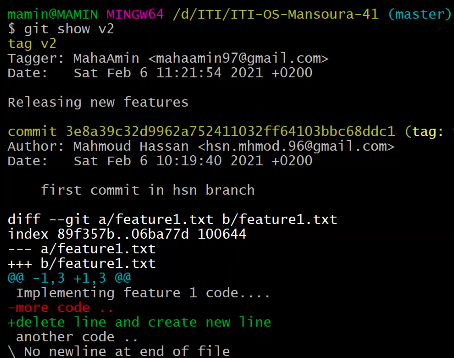 mamin@MAMIN MINGW64 /d/ITI/ITI-OS-Mansoura-41 (master)
$ git show v2
tag v2
Tagger: MahaAmin <mahaamin97@gmail.com>
Date:   Sat Feb 6 11:21:54 2021 +0200

Releasing new features

commit 3e8a39c32d9962a752411032ff64103bbc68ddc1 (tag:
Author: Mahmoud Hassan <hsn.mhmod.96@gmail.com>
Date:   Sat Feb 6 10:19:40 2021 +0200

    first commit in hsn branch

diff --git a/feature1.txt b/feature1.txt
index 89f357b..06ba77d 100644
--- a/feature1.txt
+++ b/feature1.txt
@@ -1,3 +1,3 @@
 Implementing feature 1 code....
-more code ..
+delete line and create new line
 another code ..
\ No newline at end of file